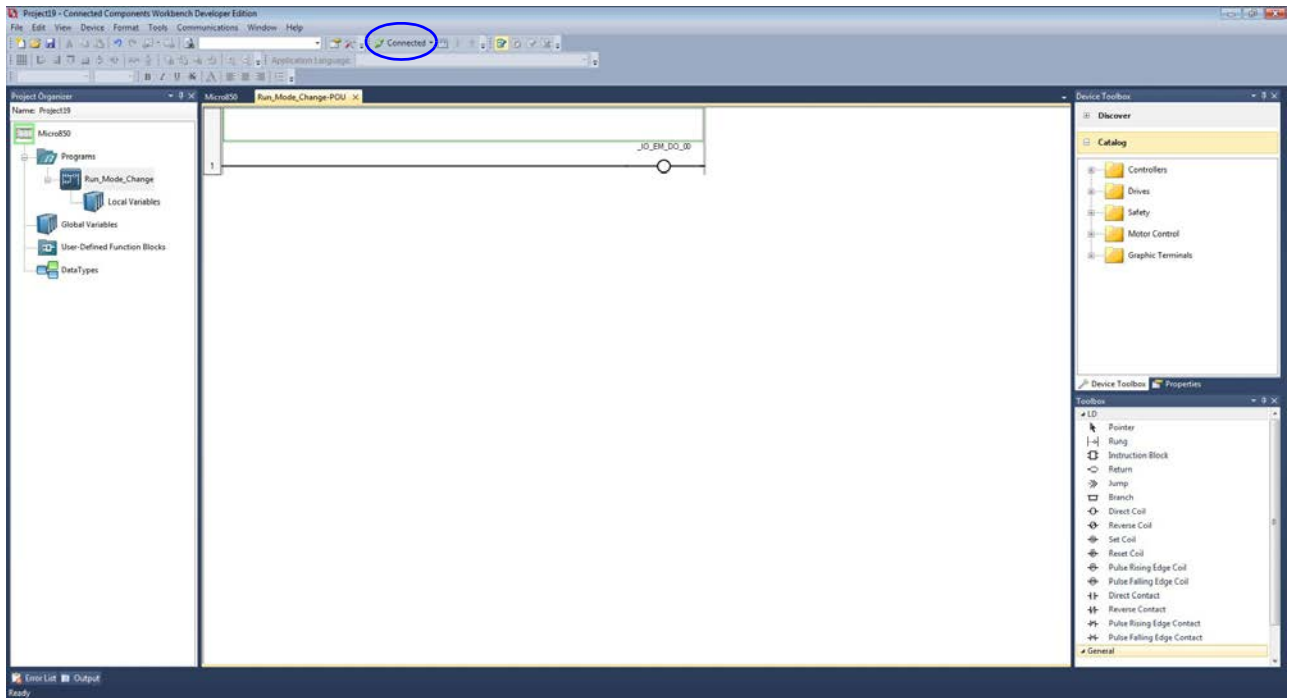 Project19 - Connected Components Workbench Developer Edition
File Edit View Device Format Tools Communications Window Help
Connected
Application Language:
B I U
Project Organizer
Name: Project19
Micro850
Programs
Run_Mode_Change
Local Variables
Global Variables
User-Defined Function Blocks
DataTypes
Micro850 Run_Mode_Change-POU
_IO_EM_DO_00
1
Device Toolbox
Discover
Catalog
Controllers
Drives
Safety
Motor Control
Graphic Terminals
Device Toolbox Properties
Toolbox
LD
Pointer
Rung
Instruction Block
Return
Jump
Branch
Direct Coil
Reverse Coil
Set Coil
Reset Coil
Pulse Rising Edge Coil
Pulse Falling Edge Coil
Direct Contact
Reverse Contact
Pulse Rising Edge Contact
Pulse Falling Edge Contact
General
Error List Output
Ready